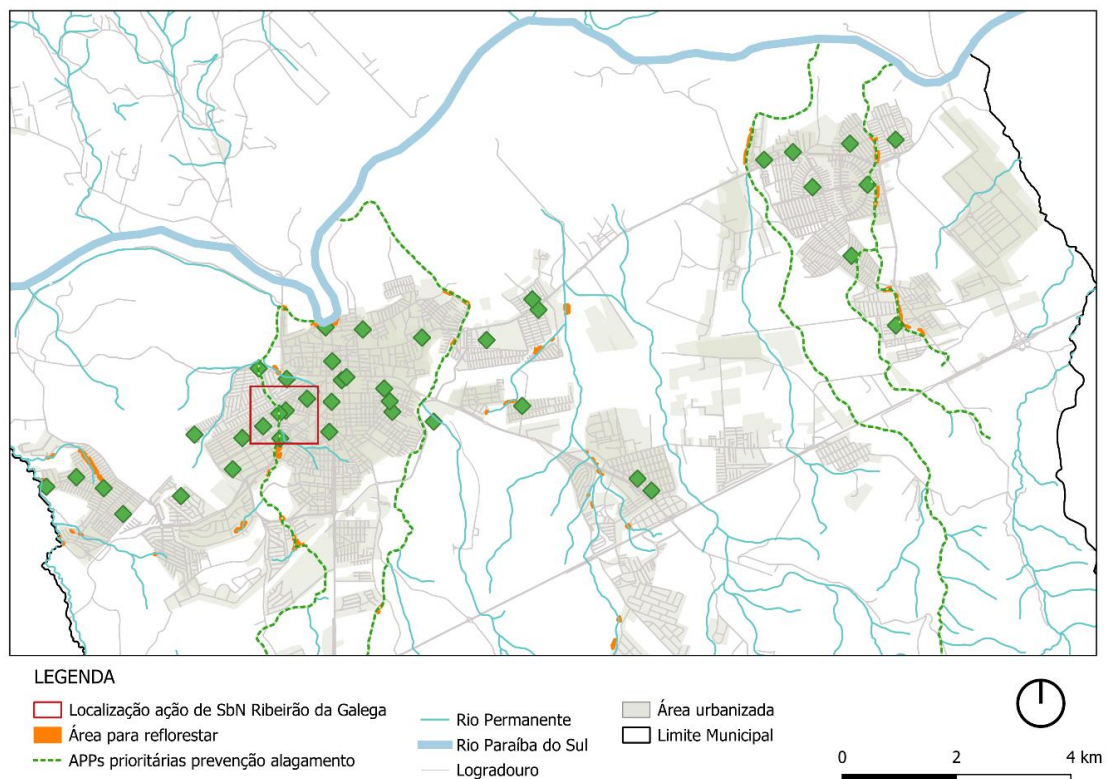 LEGENDA
Localização ação de SbN Ribeirão da Galega
Área para reflorestar
APPs prioritárias prevenção alagamento
Rio Permanente
Rio Paraíba do Sul
Logradouro
Área urbanizada
Limite Municipal
0 2 4 km